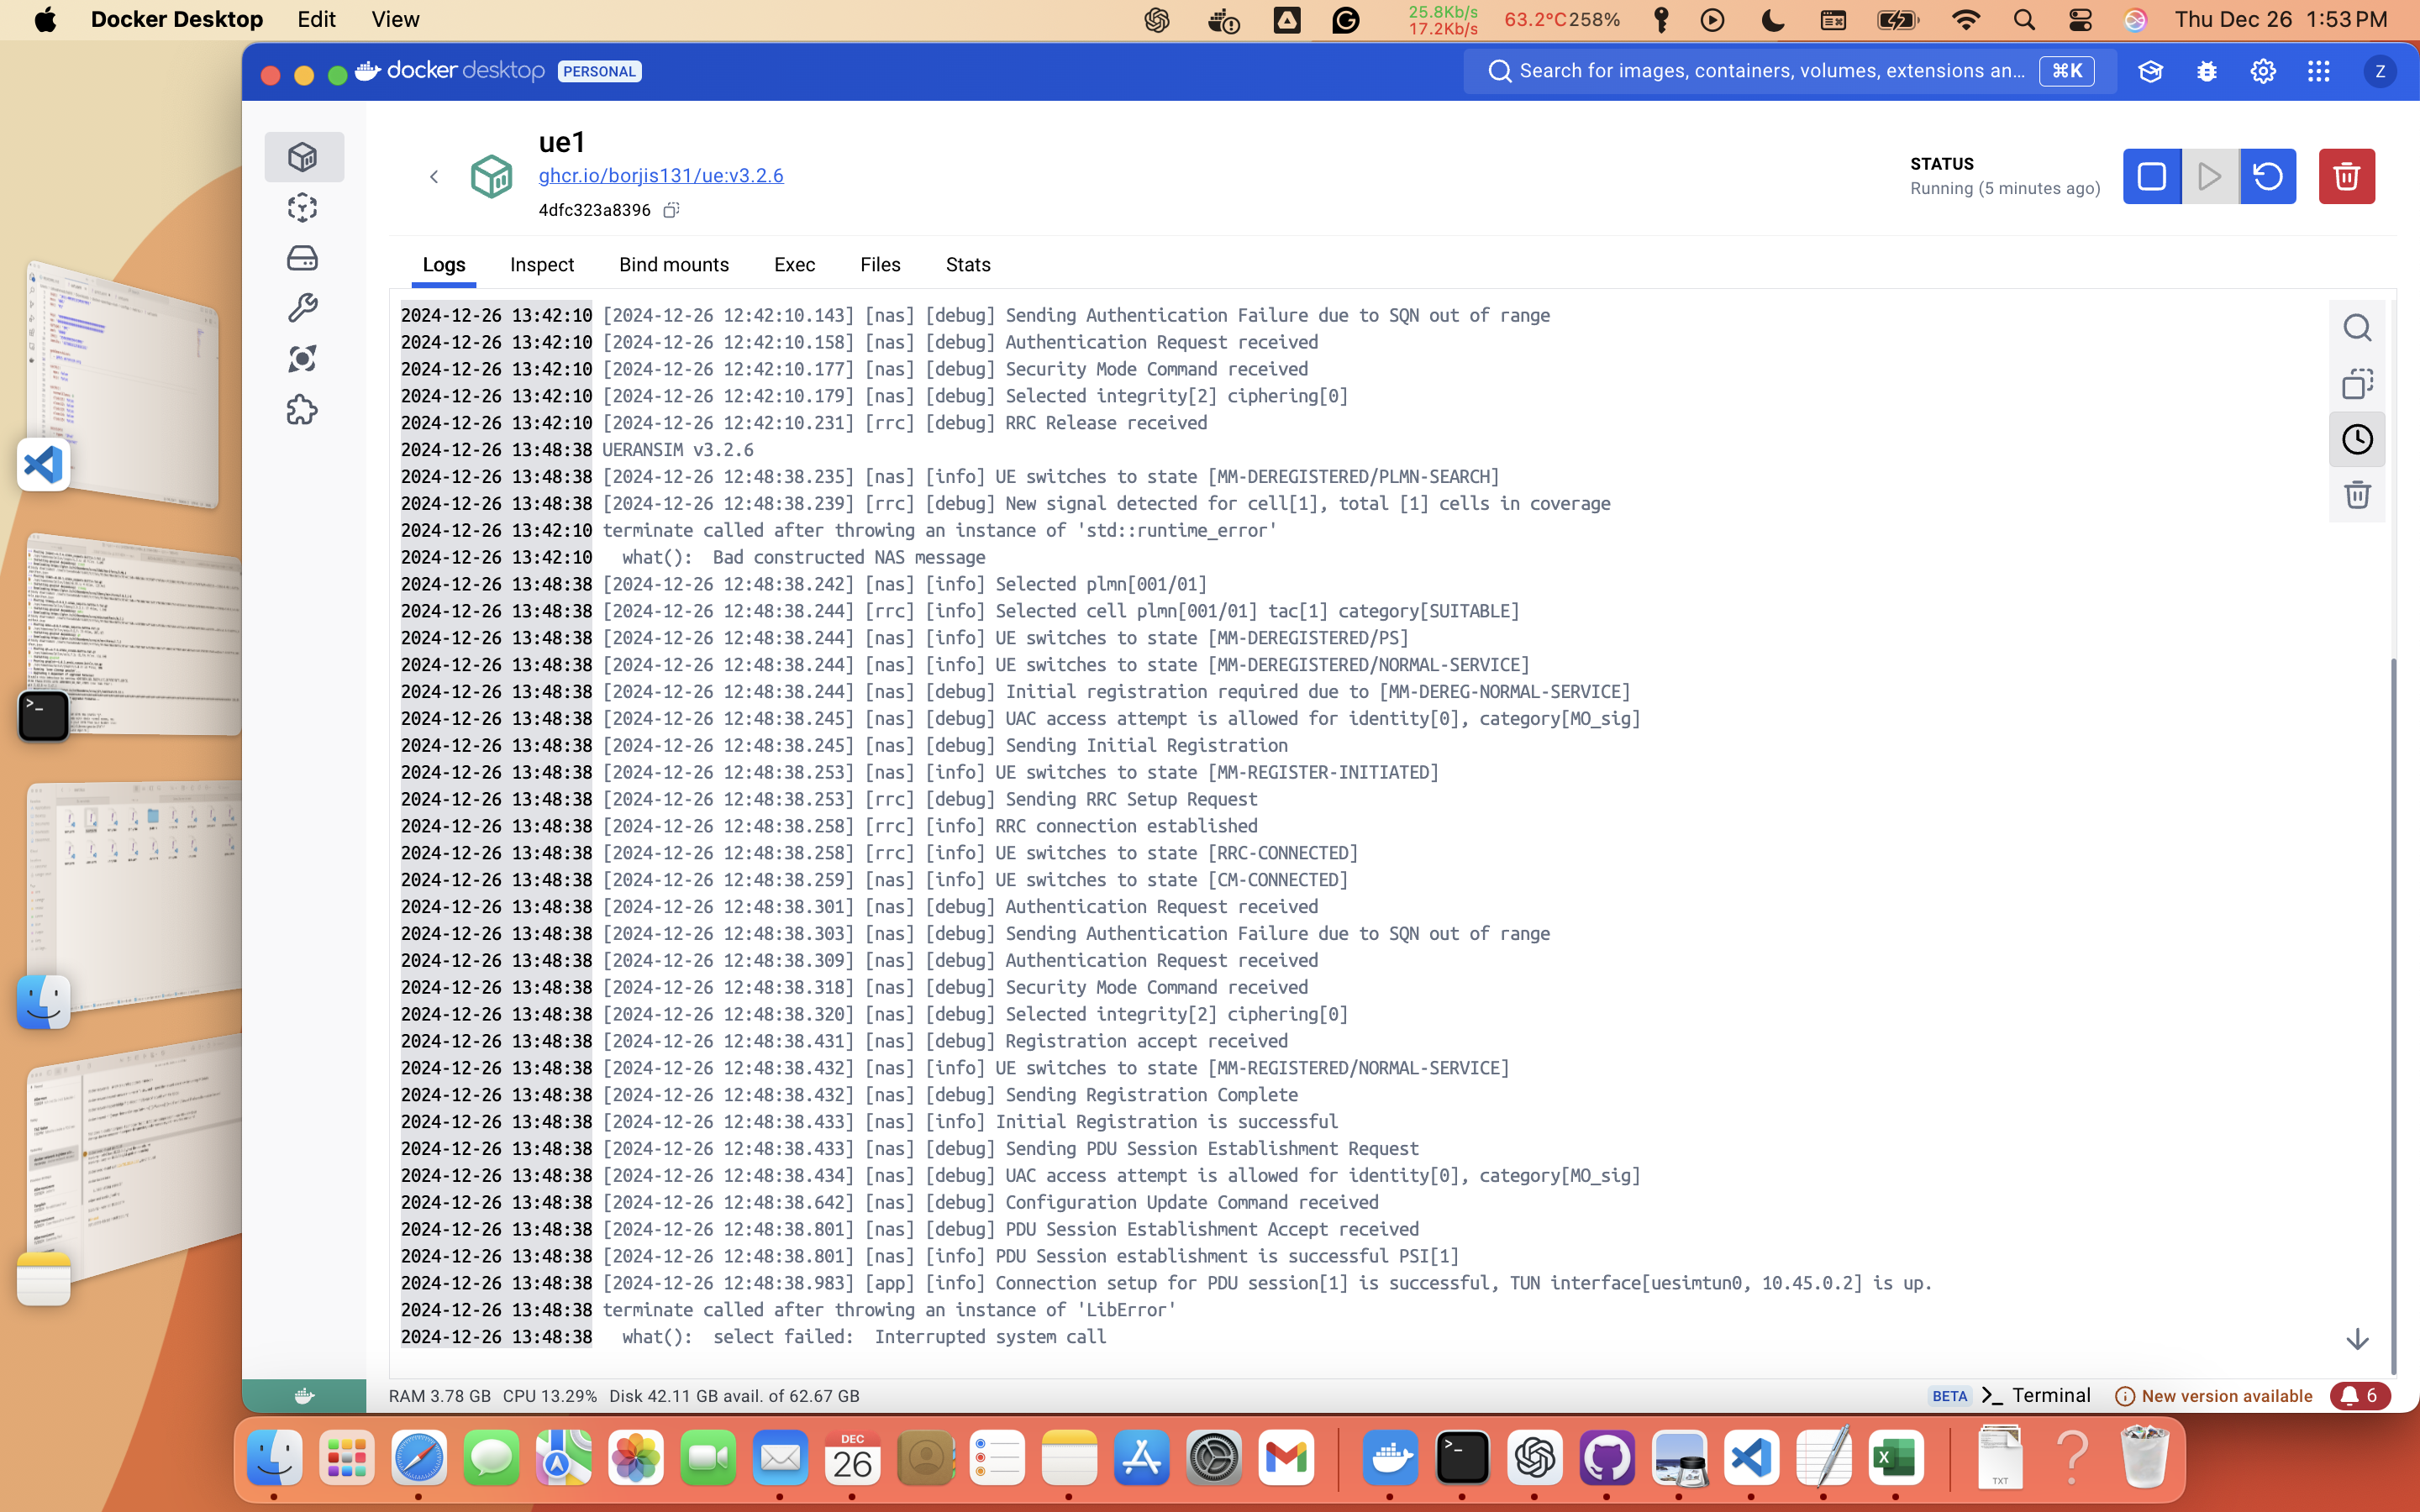 Docker Desktop Edit View
25.8Kb/s
17.2Kb/s
63.2°C 258%
Thu Dec 26 1:53 PM
docker desktop PERSONAL
Search for images, containers, volumes, extensions an... ⌘K
Z
ue1
ghcr.io/borjis131/ue:v3.2.6
4dfc323a8396
STATUS
Running (5 minutes ago)
Logs Inspect Bind mounts Exec Files Stats
2024-12-26 13:42:10 [2024-12-26 12:42:10.143] [nas] [debug] Sending Authentication Failure due to SQN out of range
2024-12-26 13:42:10 [2024-12-26 12:42:10.158] [nas] [debug] Authentication Request received
2024-12-26 13:42:10 [2024-12-26 12:42:10.177] [nas] [debug] Security Mode Command received
2024-12-26 13:42:10 [2024-12-26 12:42:10.179] [nas] [debug] Selected integrity[2] ciphering[0]
2024-12-26 13:42:10 [2024-12-26 12:42:10.231] [rrc] [debug] RRC Release received
2024-12-26 13:48:38 UERANSIM v3.2.6
2024-12-26 13:48:38 [2024-12-26 12:48:38.235] [nas] [info] UE switches to state [MM-DEREGISTERED/PLMN-SEARCH]
2024-12-26 13:48:38 [2024-12-26 12:48:38.239] [rrc] [debug] New signal detected for cell[1], total [1] cells in coverage
2024-12-26 13:42:10 terminate called after throwing an instance of 'std::runtime_error'
2024-12-26 13:42:10 what(): Bad constructed NAS message
2024-12-26 13:48:38 [2024-12-26 12:48:38.242] [nas] [info] Selected plmn[001/01]
2024-12-26 13:48:38 [2024-12-26 12:48:38.244] [rrc] [info] Selected cell plmn[001/01] tac[1] category[SUITABLE]
2024-12-26 13:48:38 [2024-12-26 12:48:38.244] [nas] [info] UE switches to state [MM-DEREGISTERED/PS]
2024-12-26 13:48:38 [2024-12-26 12:48:38.244] [nas] [info] UE switches to state [MM-DEREGISTERED/NORMAL-SERVICE]
2024-12-26 13:48:38 [2024-12-26 12:48:38.244] [nas] [debug] Initial registration required due to [MM-DEREG-NORMAL-SERVICE]
2024-12-26 13:48:38 [2024-12-26 12:48:38.245] [nas] [debug] UAC access attempt is allowed for identity[0], category[MO_sig]
2024-12-26 13:48:38 [2024-12-26 12:48:38.245] [nas] [debug] Sending Initial Registration
2024-12-26 13:48:38 [2024-12-26 12:48:38.253] [nas] [info] UE switches to state [MM-REGISTER-INITIATED]
2024-12-26 13:48:38 [2024-12-26 12:48:38.253] [rrc] [debug] Sending RRC Setup Request
2024-12-26 13:48:38 [2024-12-26 12:48:38.258] [rrc] [info] RRC connection established
2024-12-26 13:48:38 [2024-12-26 12:48:38.258] [rrc] [info] UE switches to state [RRC-CONNECTED]
2024-12-26 13:48:38 [2024-12-26 12:48:38.259] [nas] [info] UE switches to state [CM-CONNECTED]
2024-12-26 13:48:38 [2024-12-26 12:48:38.301] [nas] [debug] Authentication Request received
2024-12-26 13:48:38 [2024-12-26 12:48:38.303] [nas] [debug] Sending Authentication Failure due to SQN out of range
2024-12-26 13:48:38 [2024-12-26 12:48:38.309] [nas] [debug] Authentication Request received
2024-12-26 13:48:38 [2024-12-26 12:48:38.318] [nas] [debug] Security Mode Command received
2024-12-26 13:48:38 [2024-12-26 12:48:38.320] [nas] [debug] Selected integrity[2] ciphering[0]
2024-12-26 13:48:38 [2024-12-26 12:48:38.431] [nas] [debug] Registration accept received
2024-12-26 13:48:38 [2024-12-26 12:48:38.432] [nas] [info] UE switches to state [MM-REGISTERED/NORMAL-SERVICE]
2024-12-26 13:48:38 [2024-12-26 12:48:38.432] [nas] [debug] Sending Registration Complete
2024-12-26 13:48:38 [2024-12-26 12:48:38.433] [nas] [info] Initial Registration is successful
2024-12-26 13:48:38 [2024-12-26 12:48:38.433] [nas] [debug] Sending PDU Session Establishment Request
2024-12-26 13:48:38 [2024-12-26 12:48:38.434] [nas] [debug] UAC access attempt is allowed for identity[0], category[MO_sig]
2024-12-26 13:48:38 [2024-12-26 12:48:38.642] [nas] [debug] Configuration Update Command received
2024-12-26 13:48:38 [2024-12-26 12:48:38.801] [nas] [debug] PDU Session Establishment Accept received
2024-12-26 13:48:38 [2024-12-26 12:48:38.801] [nas] [info] PDU Session establishment is successful PSI[1]
2024-12-26 13:48:38 [2024-12-26 12:48:38.983] [app] [info] Connection setup for PDU session[1] is successful, TUN interface[uesimtun0, 10.45.0.2] is up.
2024-12-26 13:48:38 terminate called after throwing an instance of 'LibError'
2024-12-26 13:48:38 what(): select failed: Interrupted system call
RAM 3.78 GB CPU 13.29% Disk 42.11 GB avail. of 62.67 GB
BETA Terminal New version available 6
DEC
26
TXT